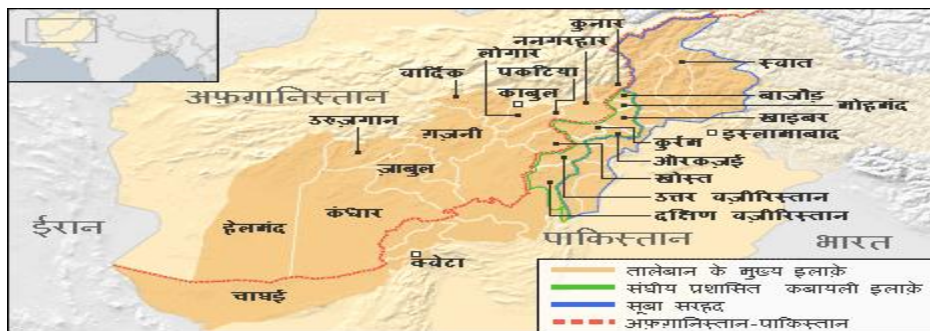 कुनार
ननगरहार
लोगार
स्वात
वार्दिक
पकटिया
काबुल
बाजौड़
अफ़ग़ानिस्तान
मोहमंद
उरुज़गान
ख़ाइबर
ग़ज़नी
इस्लामाबाद
कुर्रम
ज़ाबुल
ओरकज़ई
खोस्त
उत्तर वज़ीरिस्तान
कंधार
दक्षिण वज़ीरिस्तान
हेलमंद
ईरान
पाकिस्तान
भारत
क्वेटा
चाघई
तालेबान के मुख्य इलाक़े
संघीय प्रशासित कबायली इलाक़े
सूबा सरहद
अफ़ग़ानिस्तान-पाकिस्तान